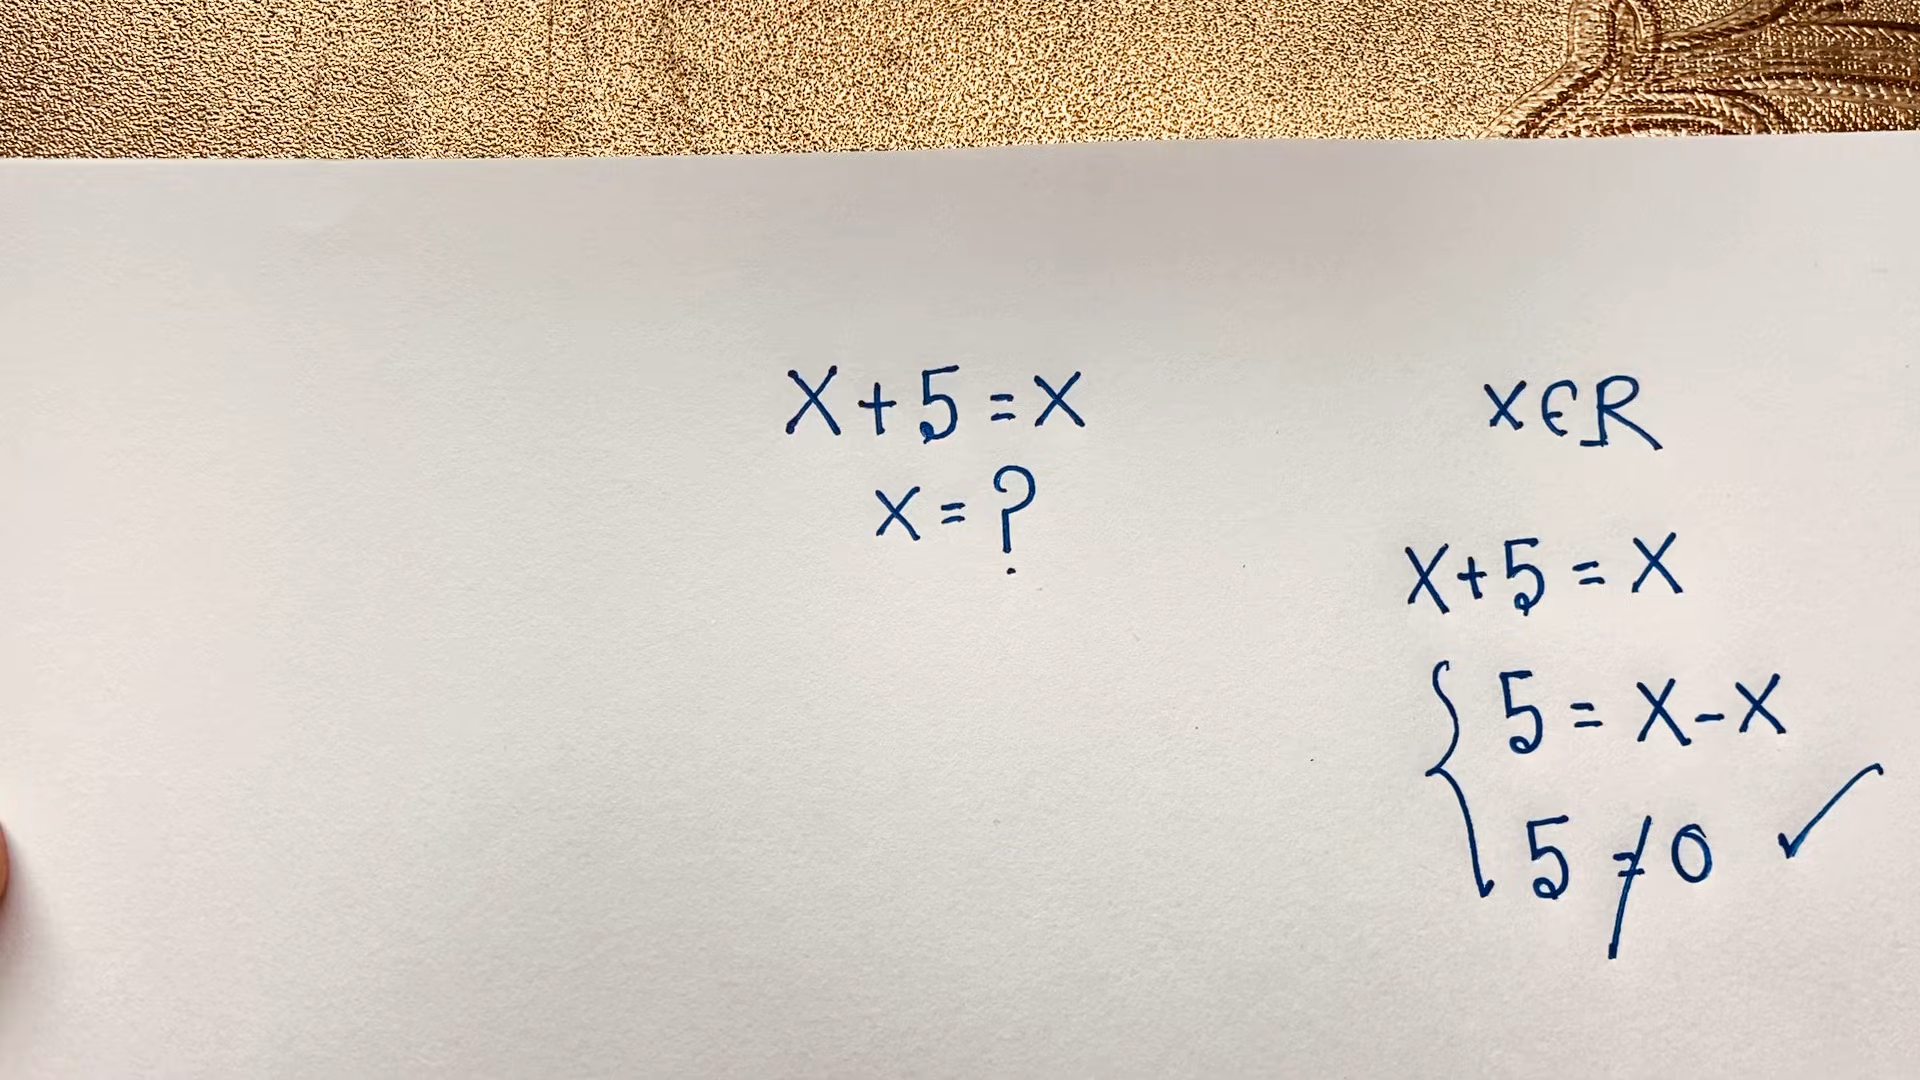 x+5=x
x=?
x∈R
x+5=x
5=x-x
5≠0 ✓